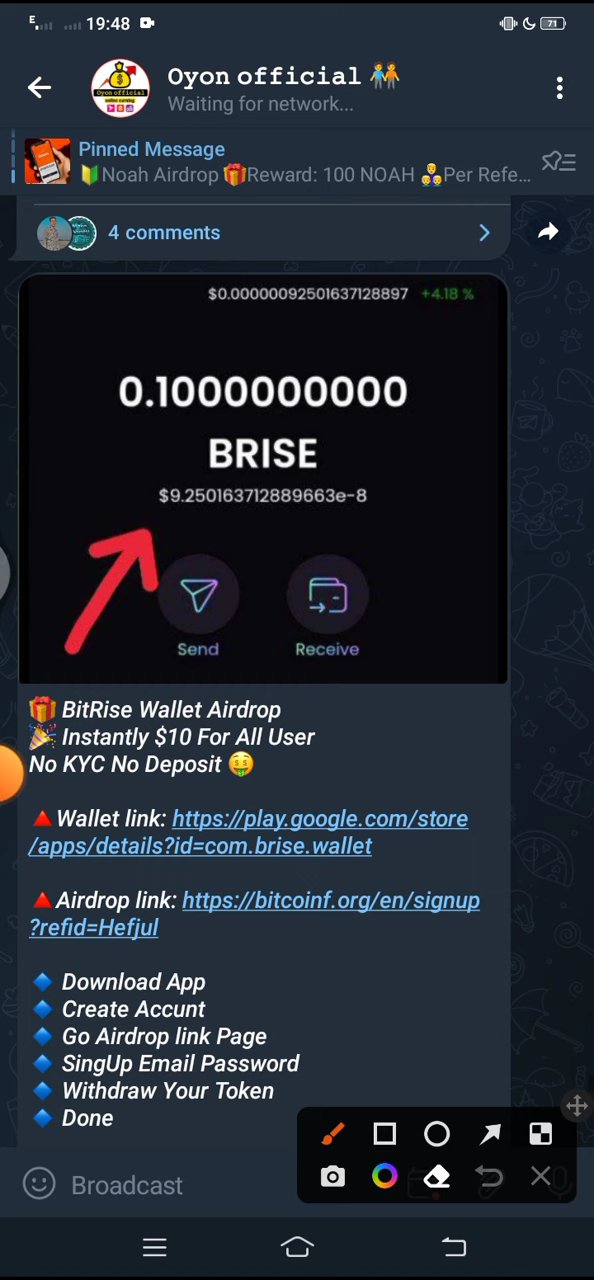 E
19:48
71
Oyon official
Waiting for network...
Pinned Message
Noah Airdrop 🎁Reward: 100 NOAH 👨‍👩‍👦Per Refe...
4 comments
$0.00000092501637128897 +4.18 %
0.1000000000
BRISE
$9.250163712889663e-8
Send Receive
🎁 BitRise Wallet Airdrop
🎉 Instantly $10 For All User
No KYC No Deposit 🤑
🔺Wallet link: https://play.google.com/store
/apps/details?id=com.brise.wallet
🔺Airdrop link: https://bitcoinf.org/en/signup
?refid=Hefjul
🔹 Download App
🔹 Create Accunt
🔹 Go Airdrop link Page
🔹 SingUp Email Password
🔹 Withdraw Your Token
🔹 Done
Broadcast